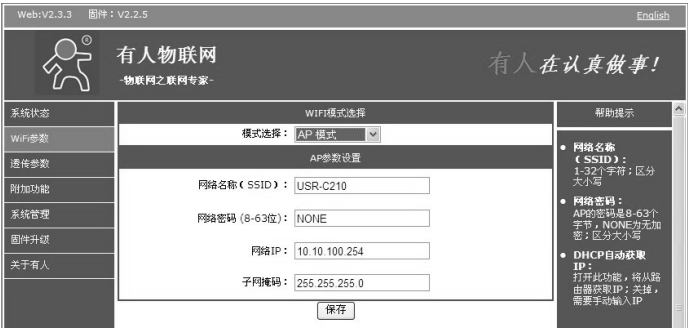 Web:V2.3.3 固件：V2.2.5
English
有人物联网
-物联网之联网专家-
有人在认真做事！
系统状态
WiFi参数
透传参数
附加功能
系统管理
固件升级
关于有人
WIFI模式选择
模式选择： AP 模式
AP参数设置
网络名称( SSID )： USR-C210
网络密码 (8-63位)： NONE
网络IP： 10.10.100.254
子网掩码： 255.255.255.0
保存
帮助提示
网络名称
( SSID )：
1-32个字符；区分
大小写
网络密码：
AP的密码是8-63个
字节，NONE为无加
密；区分大小写
DHCP自动获取
IP：
打开此功能，将从路
由器获取IP；关掉，
需要手动输入IP